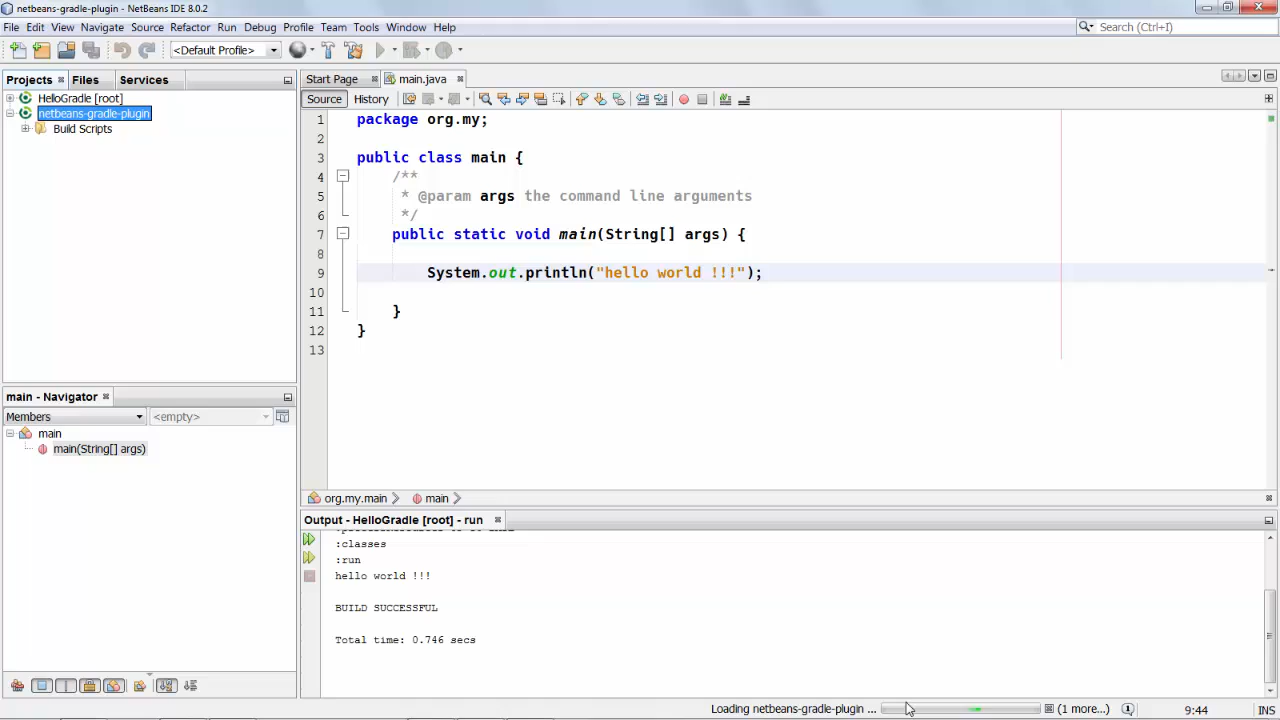 netbeans-gradle-plugin - NetBeans IDE 8.0.2
File Edit View Navigate Source Refactor Run Debug Profile Team Tools Window Help
Search (Ctrl+I)
<Default Profile>
Projects Files Services
HelloGradle [root]
netbeans-gradle-plugin
Build Scripts
Start Page main.java
Source History
1 package org.my;
2
3 public class main {
4 /**
5 * @param args the command line arguments
6 */
7 public static void main(String[] args) {
8
9 System.out.println("hello world !!!");
10
11 }
12 }
13
main - Navigator
Members <empty>
main
main(String[] args)
org.my.main main
Output - HelloGradle [root] - run
:classes
:run
hello world !!!
BUILD SUCCESSFUL
Total time: 0.746 secs
Loading netbeans-gradle-plugin ... (1 more...) 9:44 INS